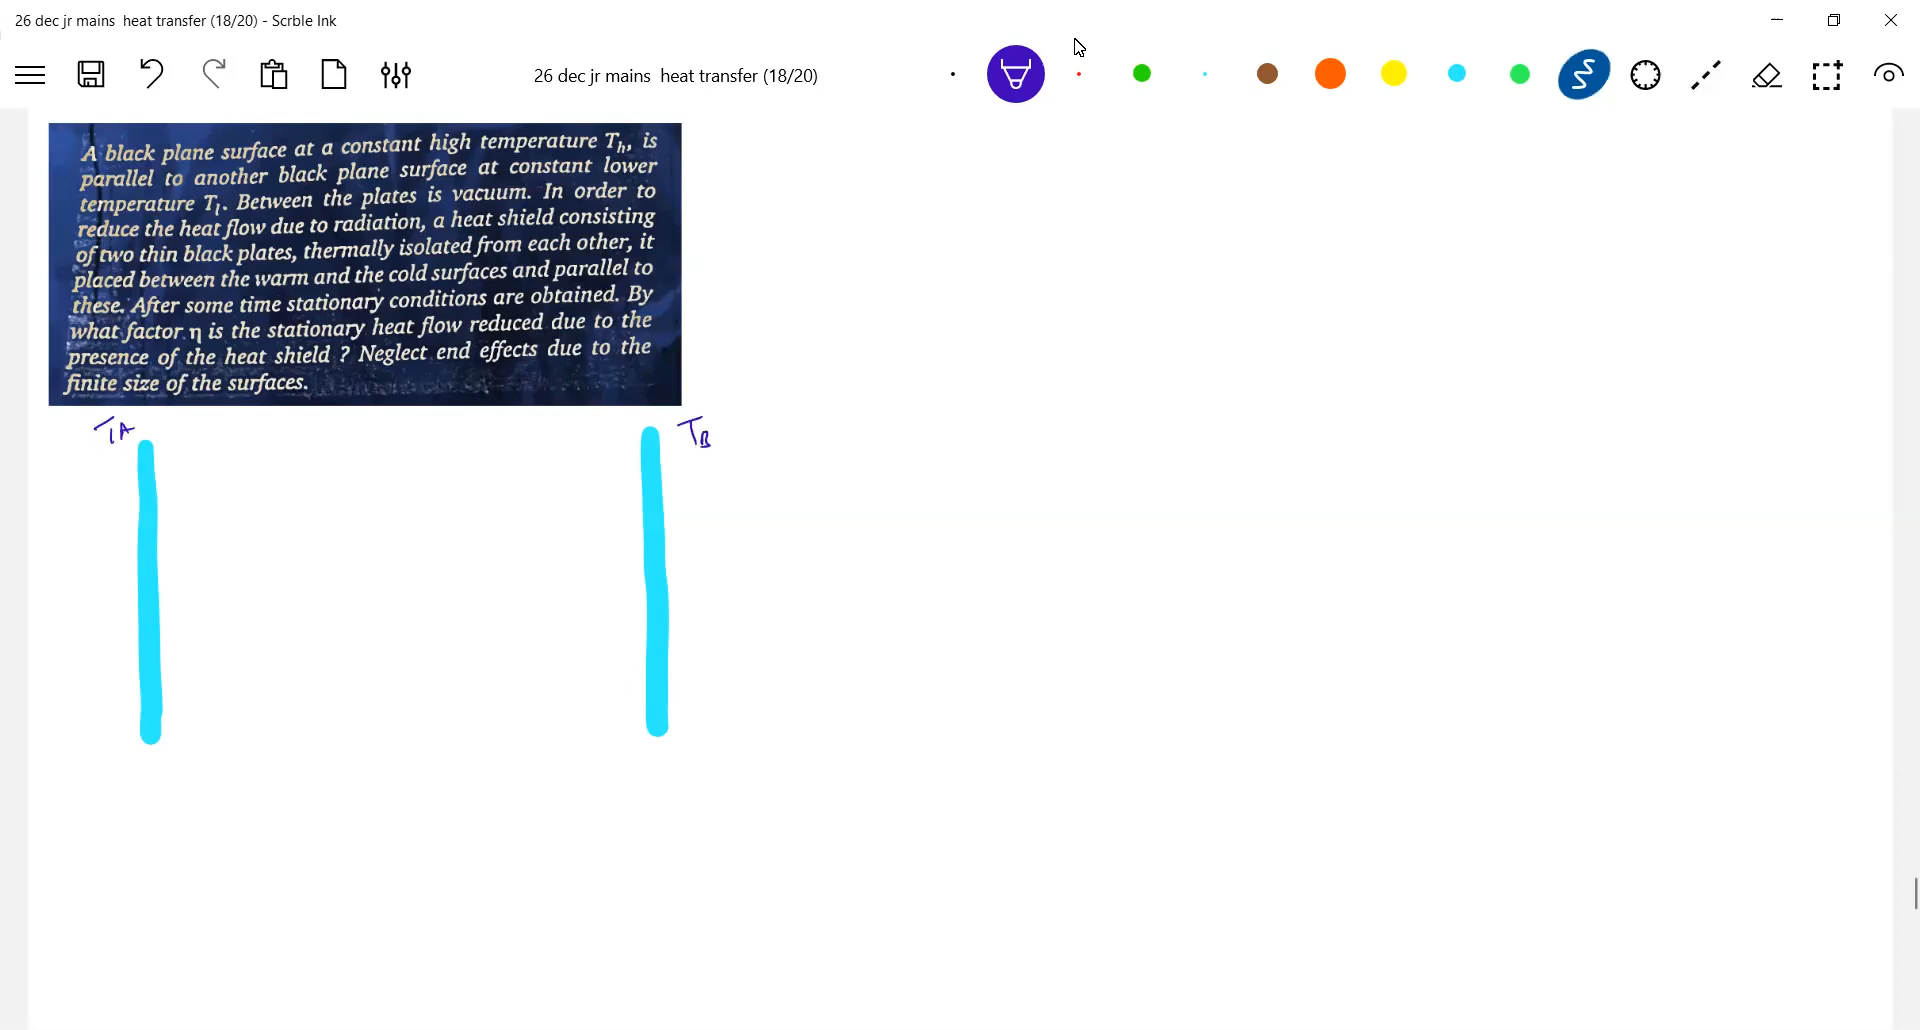 26 dec jr mains heat transfer (18/20) - Scrble Ink
26 dec jr mains heat transfer (18/20)
A black plane surface at a constant high temperature Th, is
parallel to another black plane surface at constant lower
temperature Tl. Between the plates is vacuum. In order to
reduce the heat flow due to radiation, a heat shield consisting
of two thin black plates, thermally isolated from each other, it
placed between the warm and the cold surfaces and parallel to
these. After some time stationary conditions are obtained. By
what factor η is the stationary heat flow reduced due to the
presence of the heat shield ? Neglect end effects due to the
finite size of the surfaces.
TA
TB